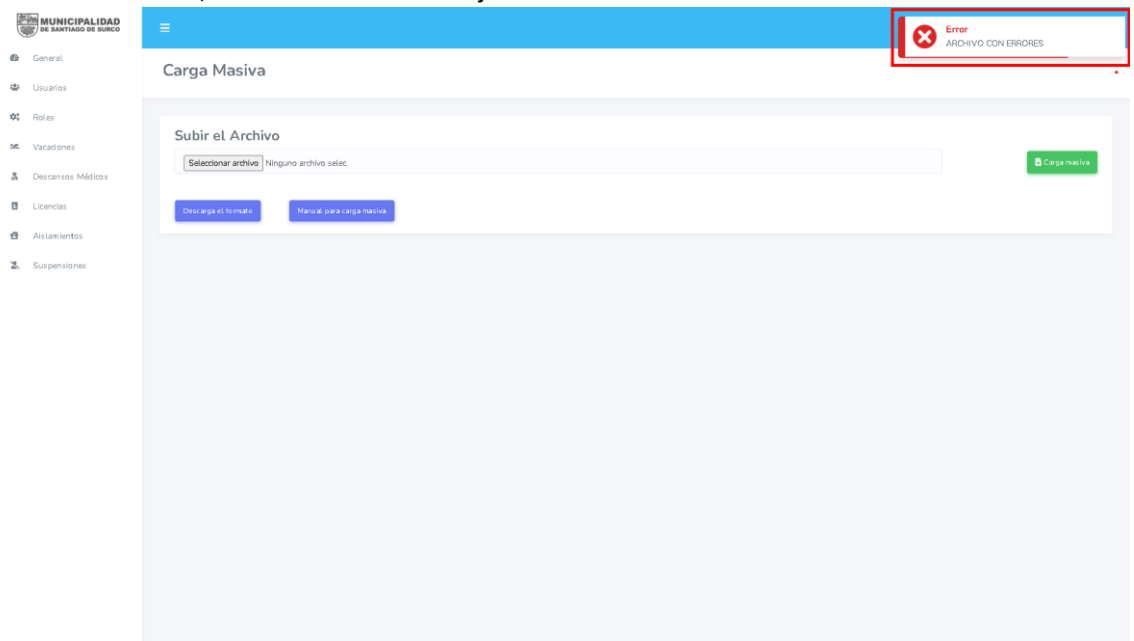 MUNICIPALIDAD
DE SANTIAGO DE SURCO
Error
ARCHIVO CON ERRORES
General
Usuarios
Roles
Vacaciones
Descansos Médicos
Licencias
Aislamientos
Suspensiones
Carga Masiva
Subir el Archivo
Seleccionar archivo Ninguno archivo selec.
Carga masiva
Descarga el formato
Manual para carga masiva